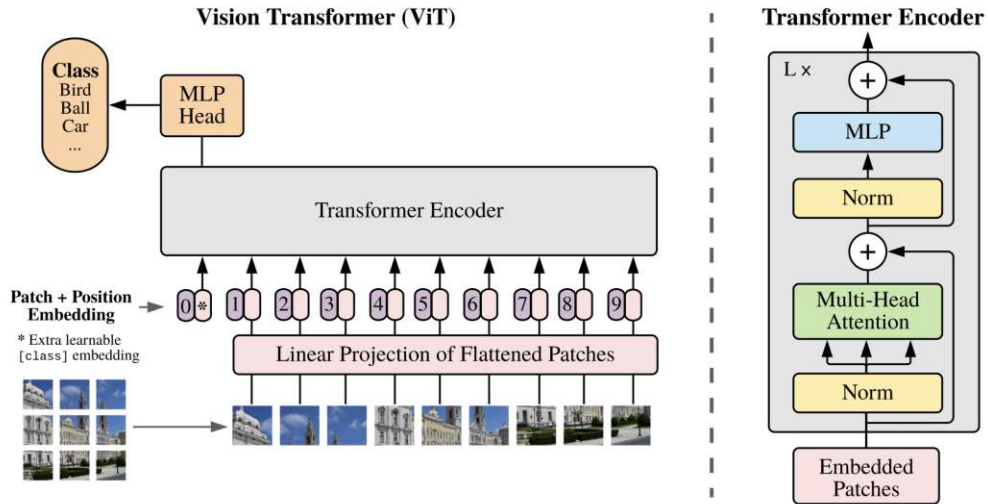 Vision Transformer (ViT)
Class
Bird
Ball
Car
...
MLP
Head
Transformer Encoder
Patch + Position
Embedding
* Extra learnable
[class] embedding
0 * 1 2 3 4 5 6 7 8 9
Linear Projection of Flattened Patches
Transformer Encoder
L ×
+
MLP
Norm
+
Multi-Head
Attention
Norm
Embedded
Patches